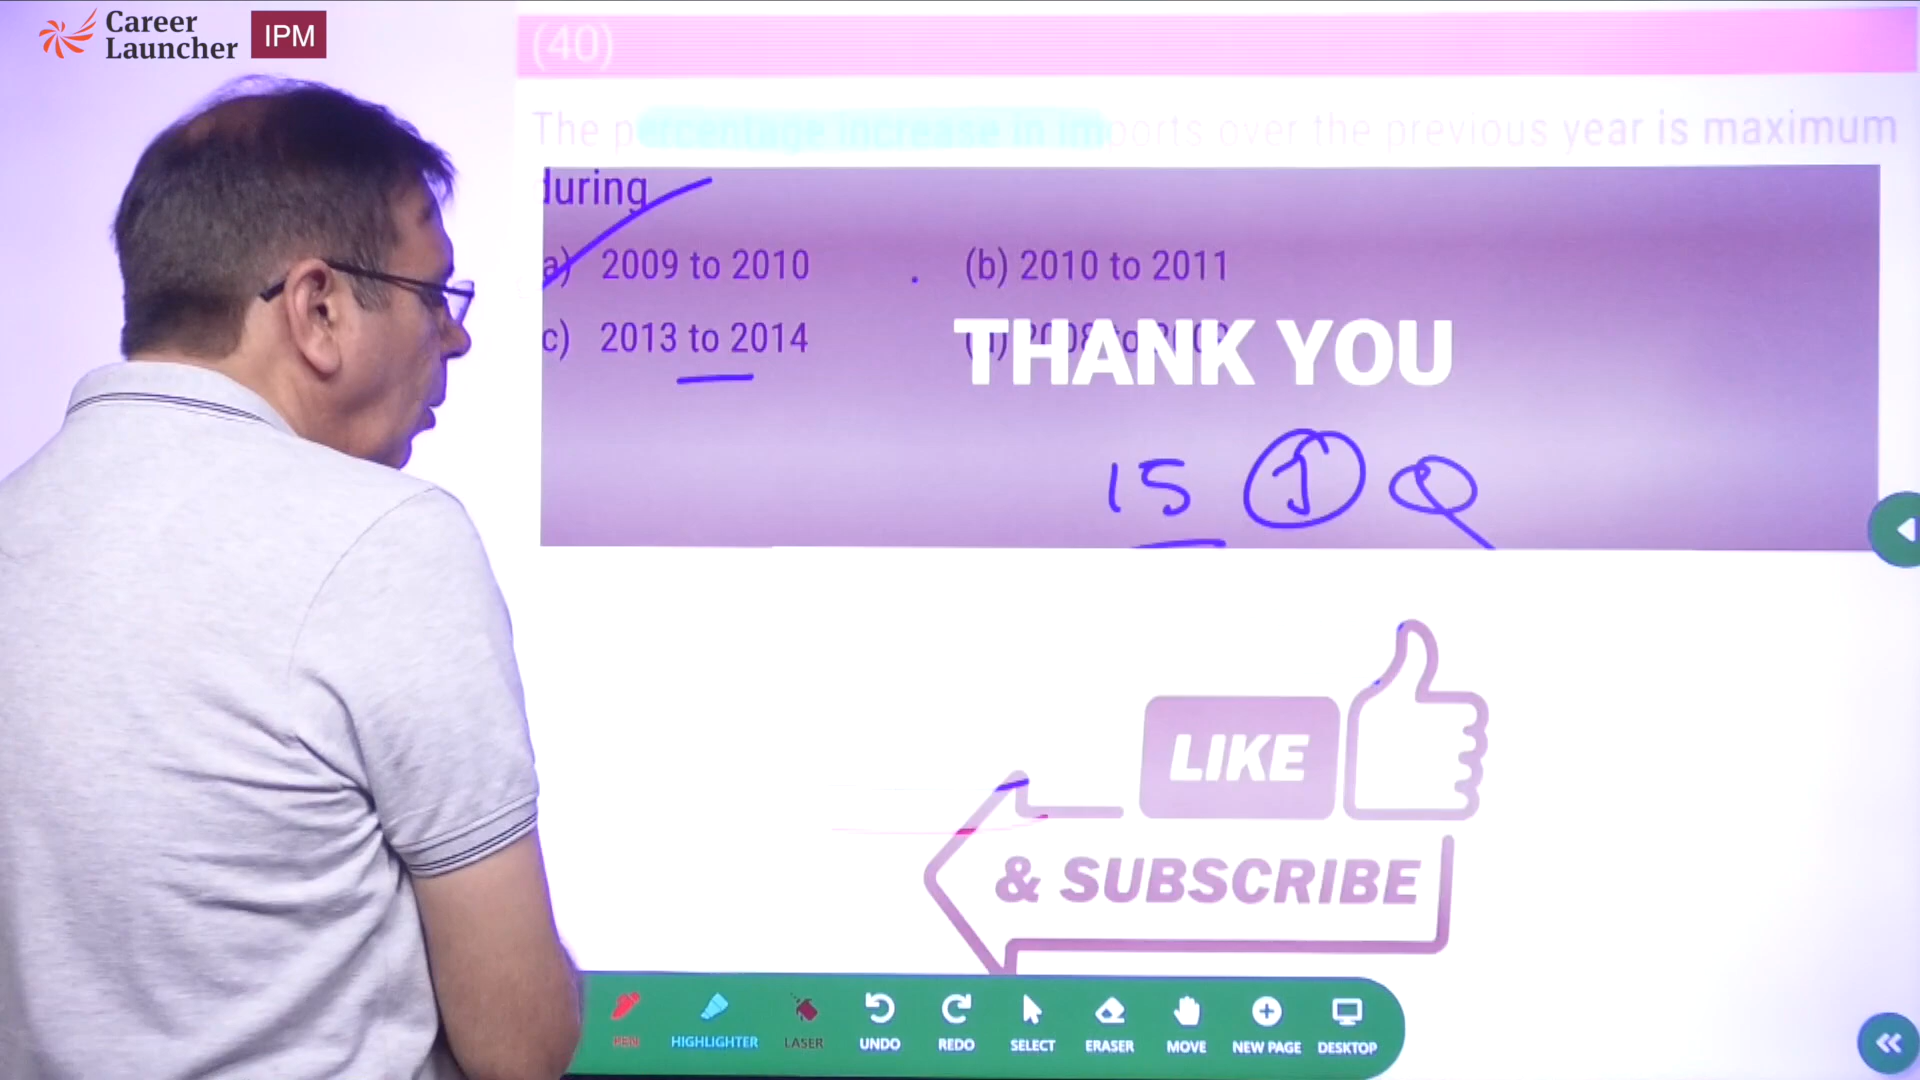 Career
Launcher
IPM
(40)
The percentage increase in imports over the previous year is maximum
during
a) 2009 to 2010
(b) 2010 to 2011
c) 2013 to 2014
THANK YOU
15
Q
LIKE
& SUBSCRIBE
PEN
HIGHLIGHTER
LASER
UNDO
REDO
SELECT
ERASER
MOVE
NEW PAGE
DESKTOP